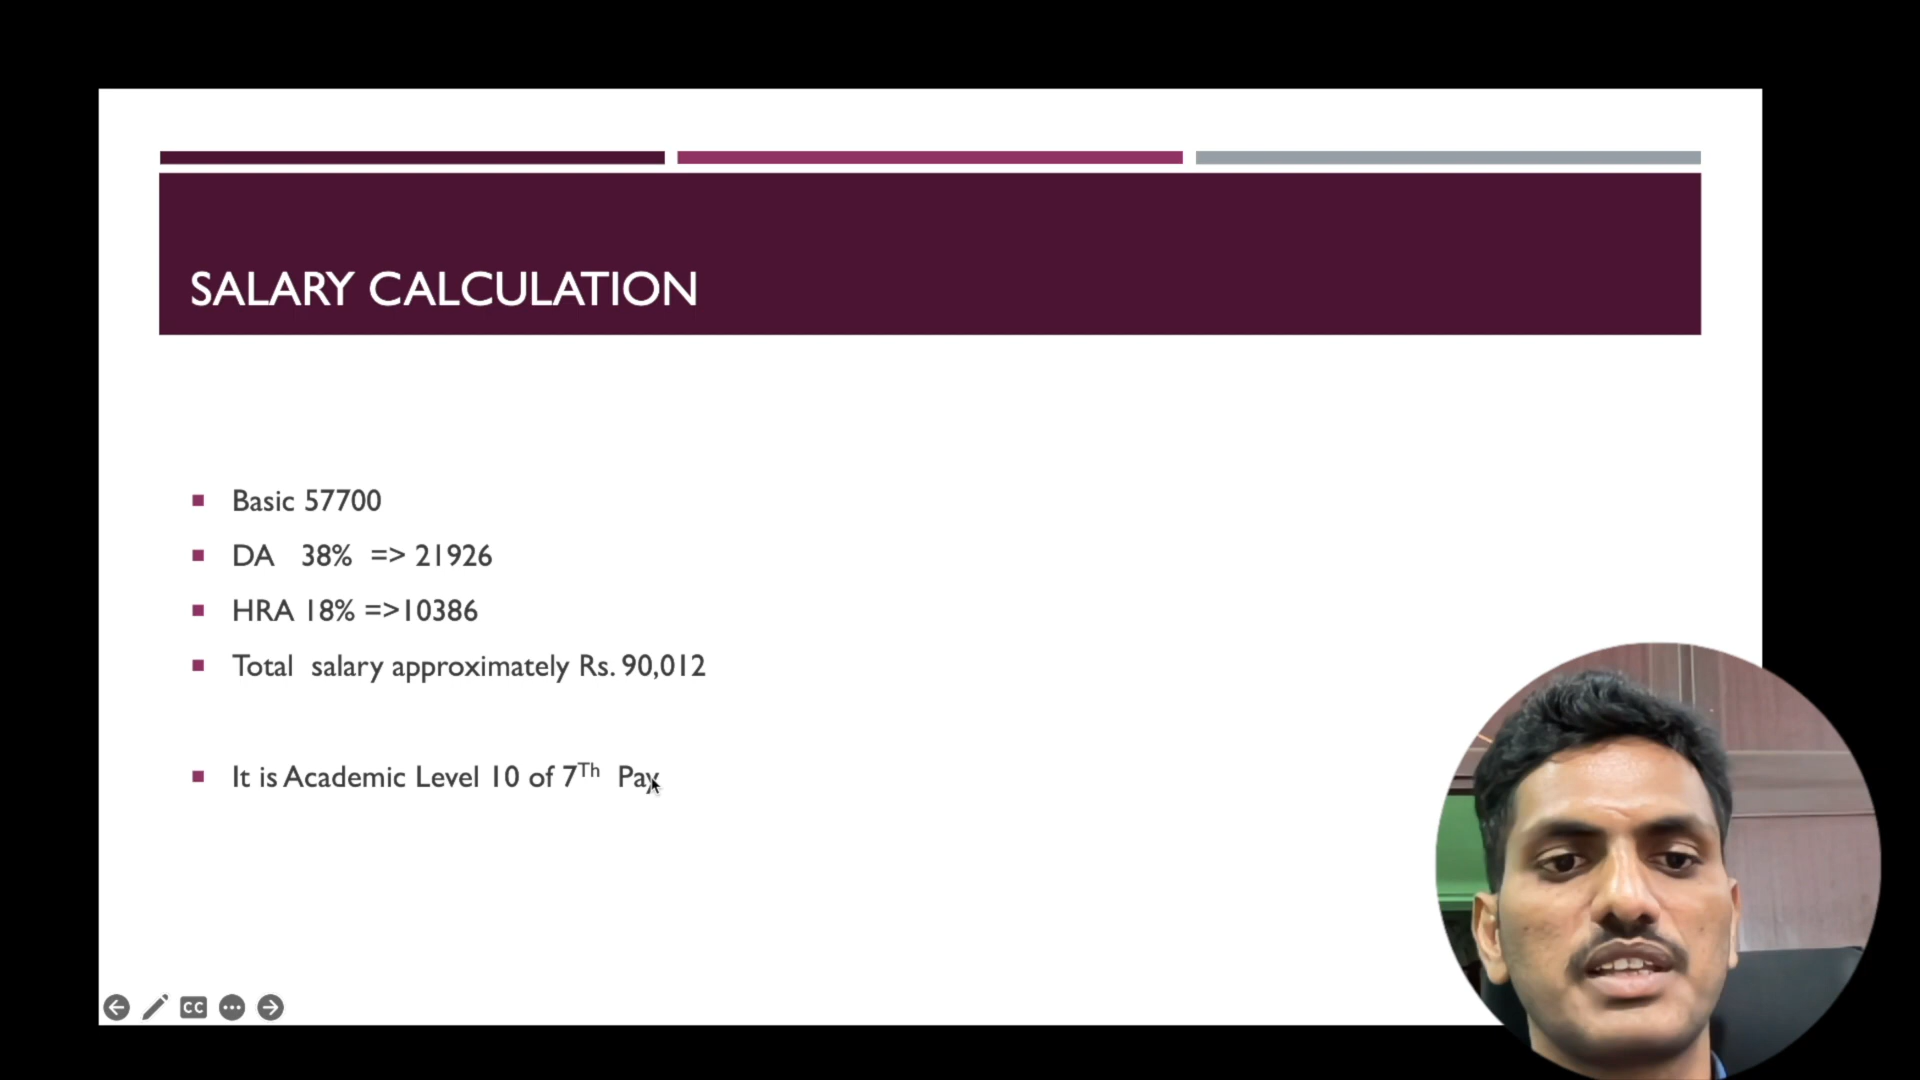 SALARY CALCULATION
Basic 57700
DA 38% => 21926
HRA 18% =>10386
Total salary approximately Rs. 90,012
It is Academic Level 10 of 7Th Pay
CC